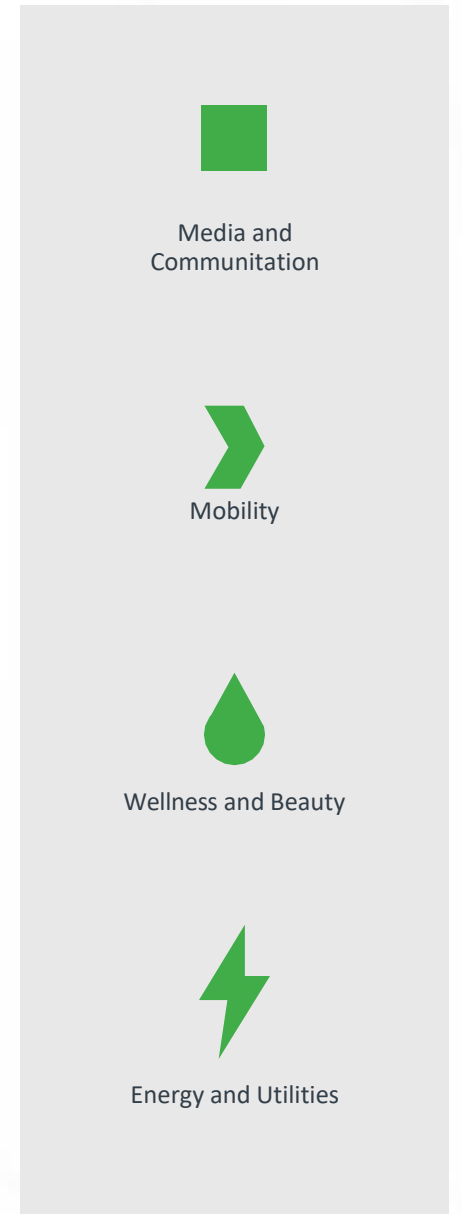 Media and
Communitation
Mobility
Wellness and Beauty
Energy and Utilities